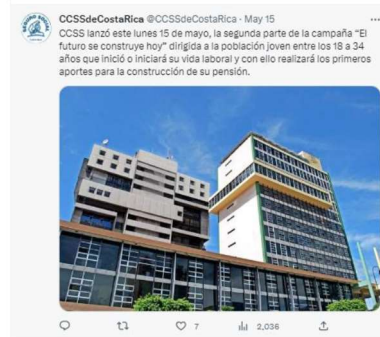 CCSSdeCostaRica @CCSSdeCostaRica · May 15
CCSS lanzó este lunes 15 de mayo, la segunda parte de la campaña "El
futuro se construye hoy" dirigida a la población joven entre los 18 a 34
años que inició o iniciará su vida laboral y con ello realizará los primeros
aportes para la construcción de su pensión.
7
2,036